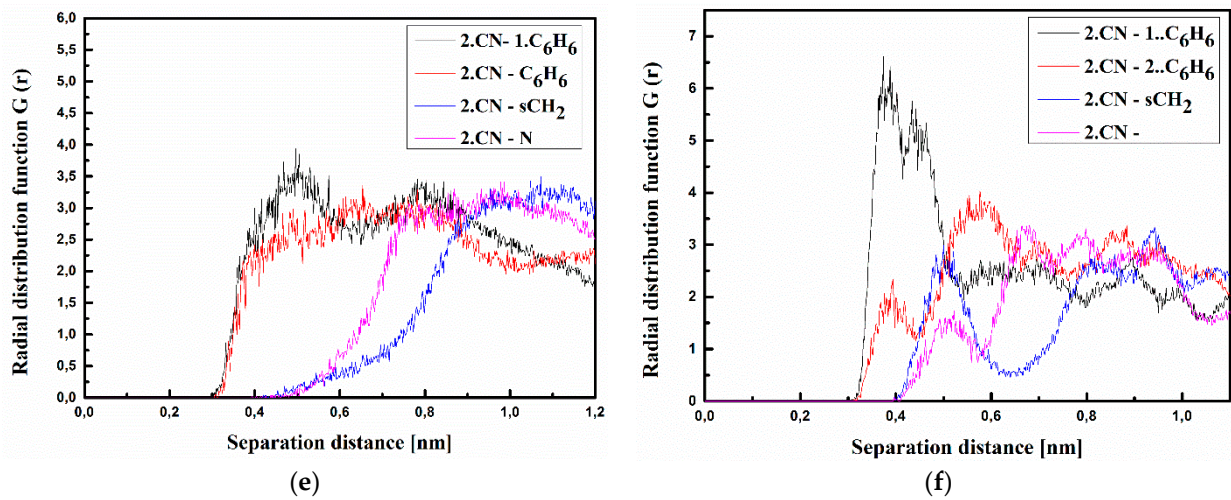 6,0
5,5
5,0
4,5
4,0
3,5
3,0
2,5
2,0
1,5
1,0
0,5
0,0
Radial distribution function G (r)
2.CN- 1.C6H6
2.CN - C6H6
2.CN - sCH2
2.CN - N
0,0 0,2 0,4 0,6 0,8 1,0 1,2
Separation distance [nm]
(e)
7
6
5
4
3
2
1
0
Radial distribution function G (r)
2.CN - 1..C6H6
2.CN - 2..C6H6
2.CN - sCH2
2.CN -
0,0 0,2 0,4 0,6 0,8 1,0
Separation distance [nm]
(f)